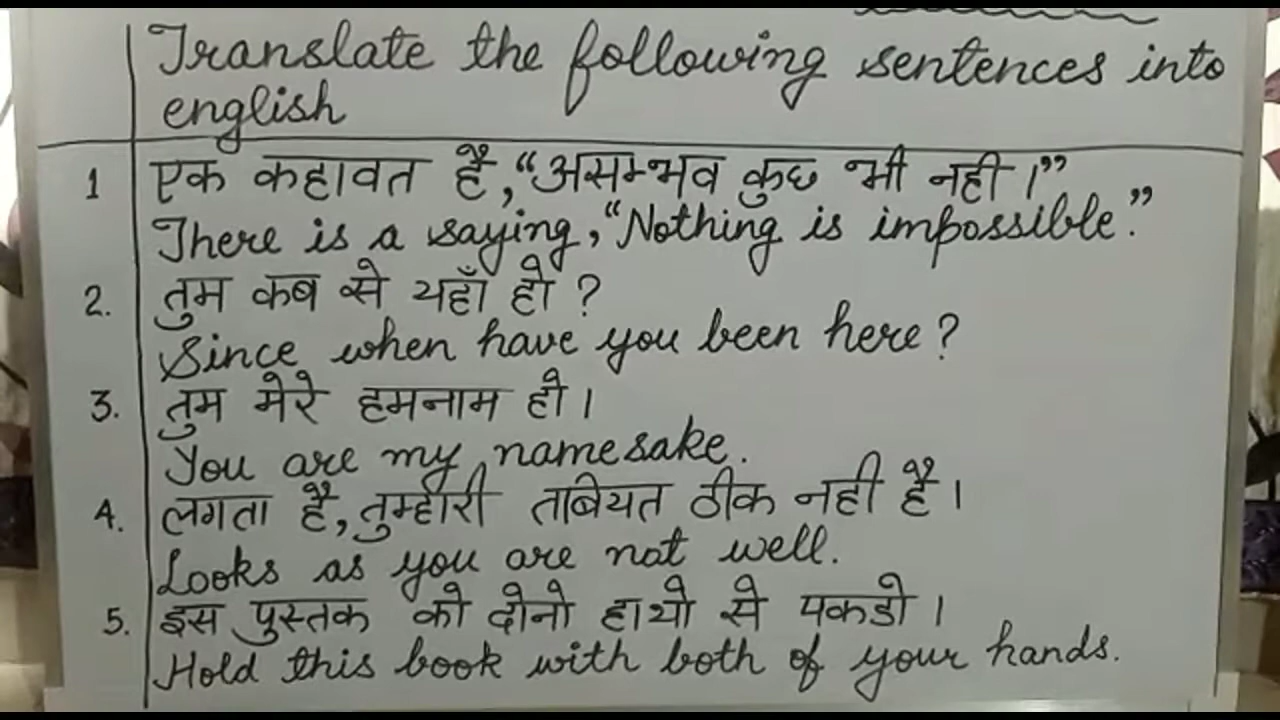 Translate the following sentences into
english
1 एक कहावत है, “असम्भव कुछ भी नही।”
There is a saying, “Nothing is impossible.”
2. तुम कब से यहाँ हो ?
Since when have you been here?
3. तुम मेरे हमनाम हो।
You are my namesake.
4. लगता है, तुम्हारी तबियत ठीक नही है।
Looks as you are not well.
5. इस पुस्तक को दोनो हाथो से पकडो।
Hold this book with both of your hands.